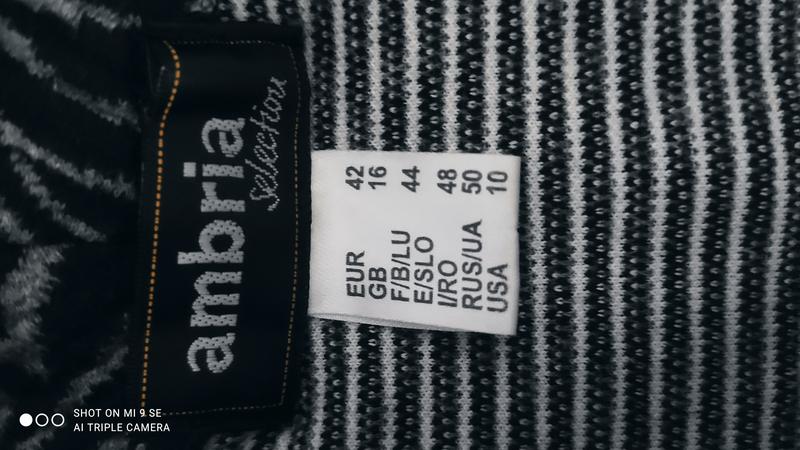 ambria
selection
EUR 42
GB 16
F/B/LU
E/SLO 44
I/RO 48
RUS/UA 50
USA 10
SHOT ON MI 9 SE
AI TRIPLE CAMERA